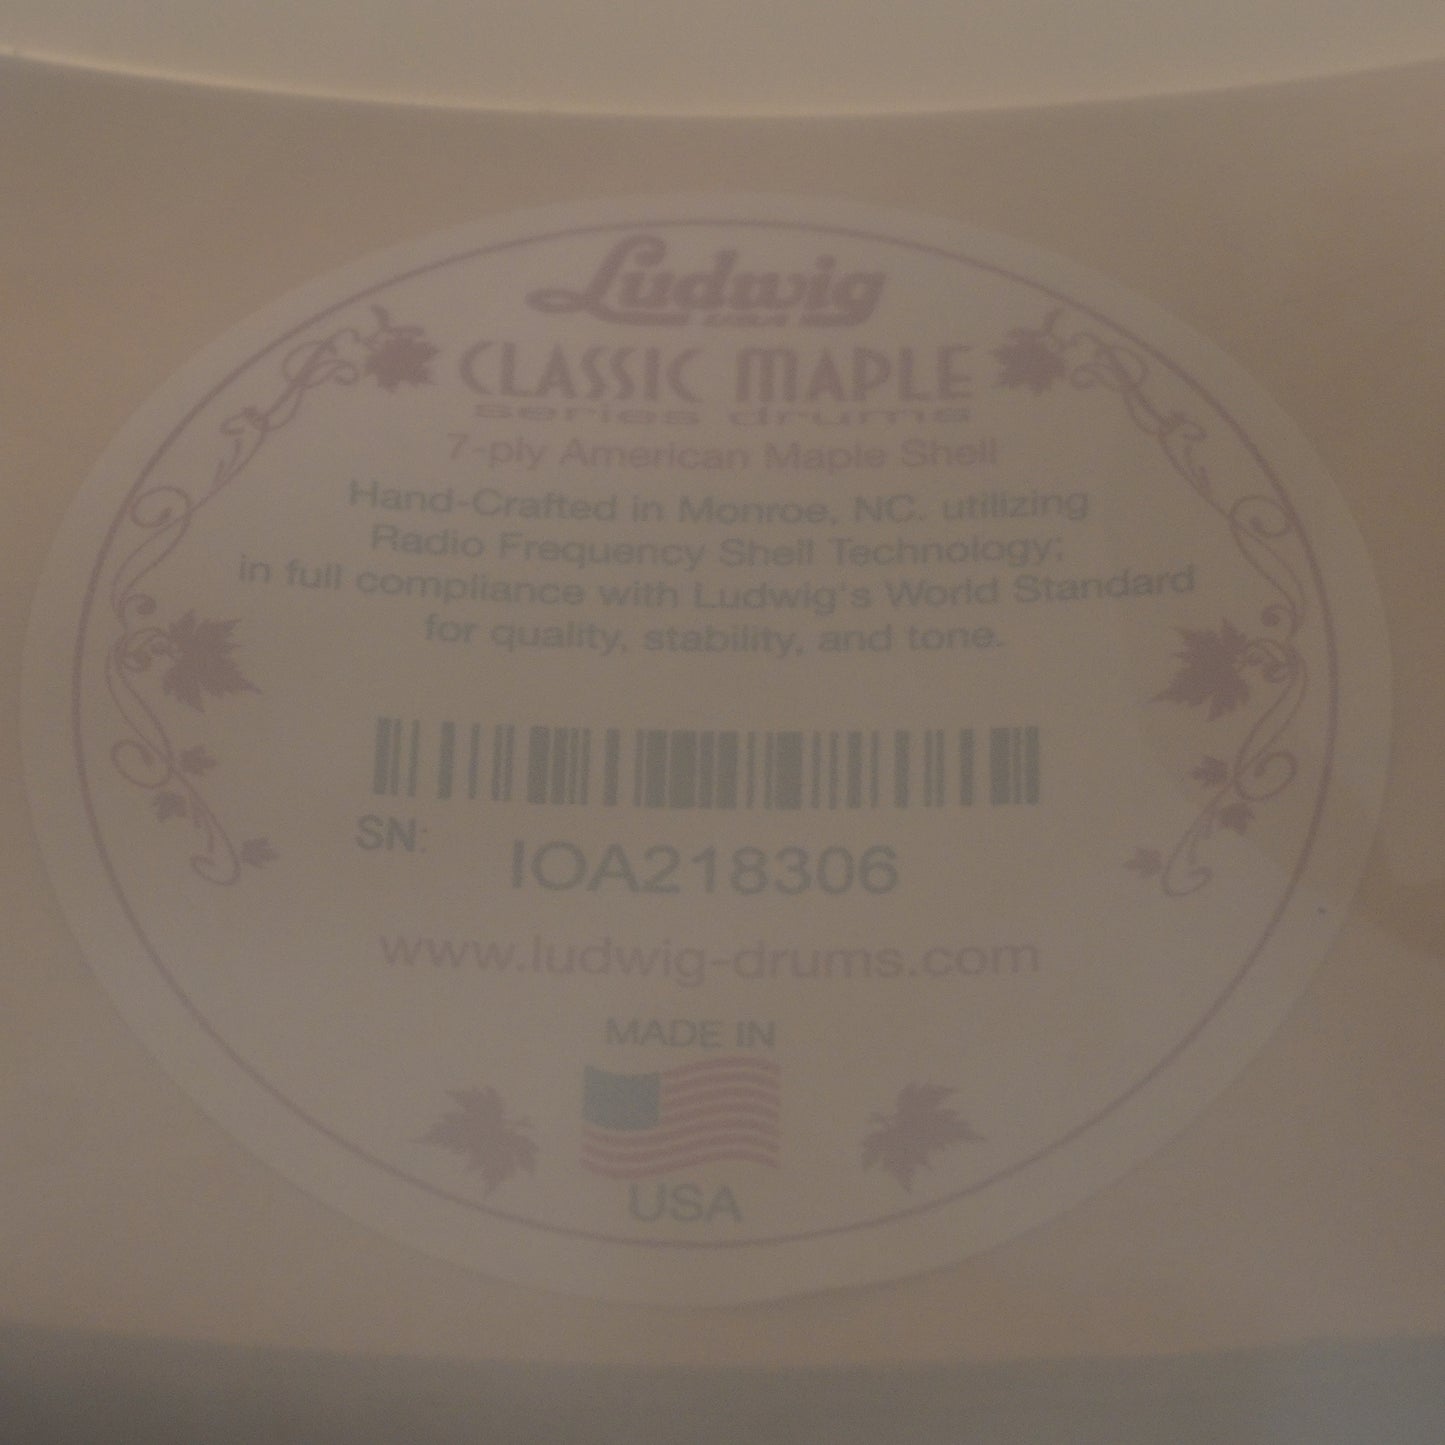 Ludwig
USA
CLASSIC MAPLE
series drums
7-ply American Maple Shell
Hand-Crafted in Monroe, NC. utilizing
Radio Frequency Shell Technology;
in full compliance with Ludwig's World Standard
for quality, stability, and tone.
SN: IOA218306
www.ludwig-drums.com
MADE IN
USA